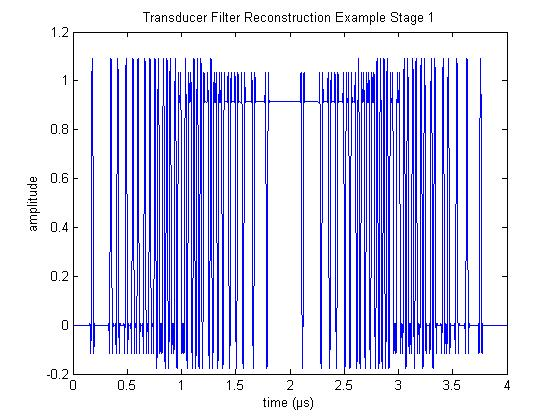 Transducer Filter Reconstruction Example Stage 1
1.2
1
0.8
0.6
0.4
0.2
0
-0.2
amplitude
0 0.5 1 1.5 2 2.5 3 3.5 4
time (µs)